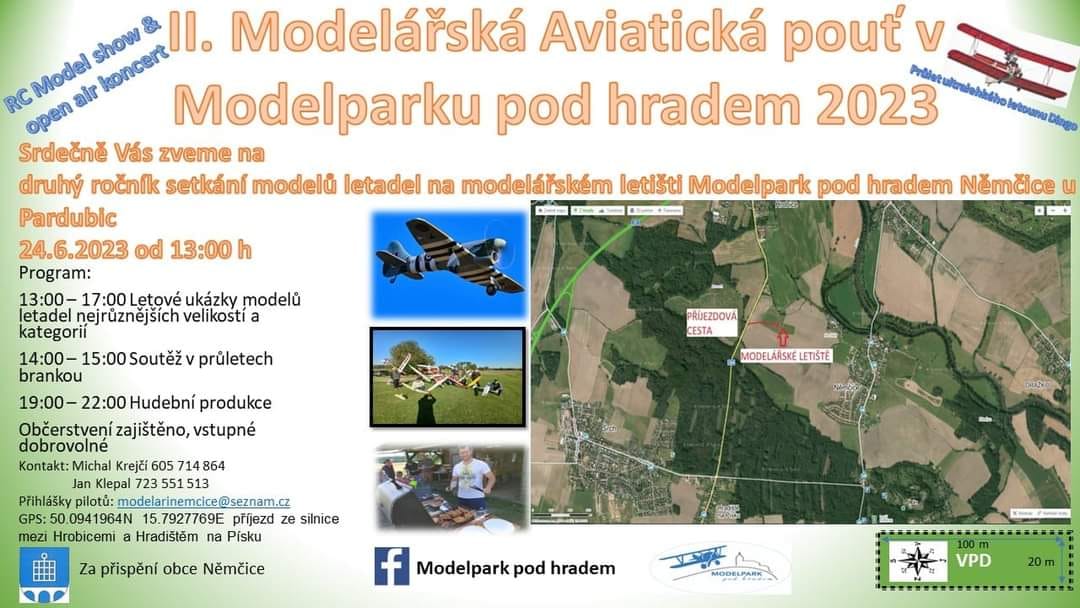 RC Model show &
open air koncert
II. Modelářská Aviatická pouť v
Modelparku pod hradem 2023
Průlet ultralehkého letounu Dingo
Srdečně Vás zveme na
druhý ročník setkání modelů letadel na modelářském letišti Modelpark pod hradem Němčice u
Pardubic
24.6.2023 od 13:00 h
Program:
13:00 – 17:00 Letové ukázky modelů
letadel nejrůznějších velikostí a
kategorií
14:00 – 15:00 Soutěž v průletech
brankou
19:00 – 22:00 Hudební produkce
Občerstvení zajištěno, vstupné
dobrovolné
Kontakt: Michal Krejčí 605 714 864
Jan Klepal 723 551 513
Přihlášky pilotů: modelarinemcice@seznam.cz
GPS: 50.0941964N 15.7927769E příjezd ze silnice
mezi Hrobicemi a Hradištěm na Písku
Za přispění obce Němčice
Hrobice
PŘÍJEZDOVÁ
CESTA
MODELÁŘSKÉ LETIŠTĚ
Němčice
Srch
Modelpark pod hradem
MODELPARK
pod hradem
100 m
VPD
20 m